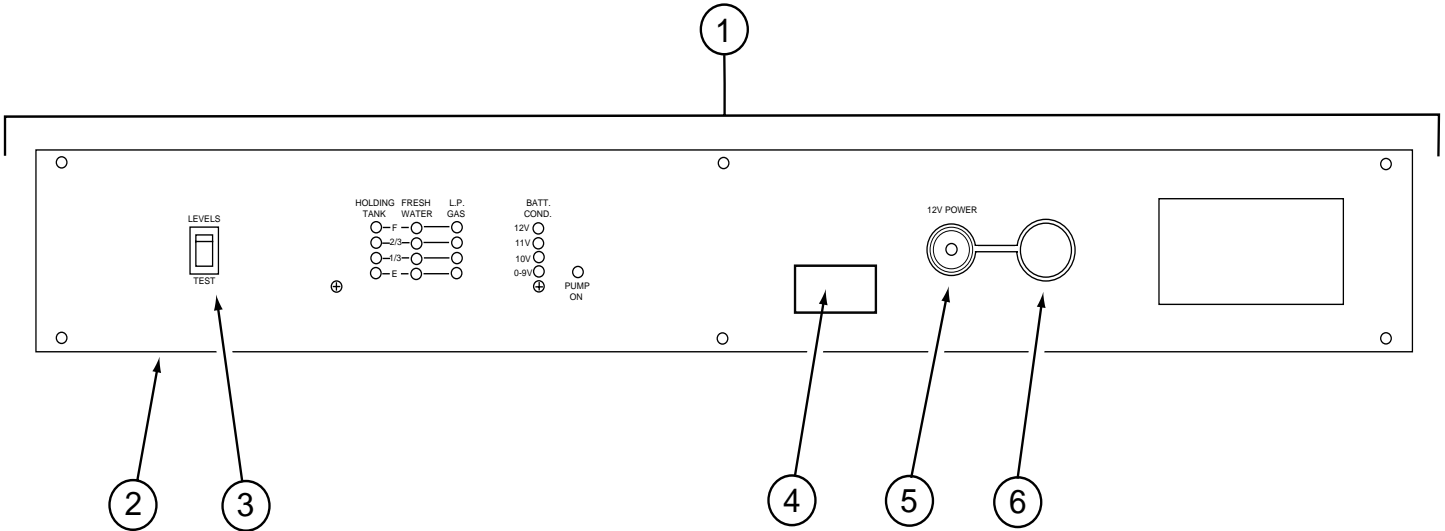 1
HOLDING FRESH L.P.
TANK WATER GAS
BATT.
COND.
LEVELS
TEST
F
2/3
1/3
E
12V
11V
10V
0-9V
PUMP
ON
12V POWER
2
3
4
5
6